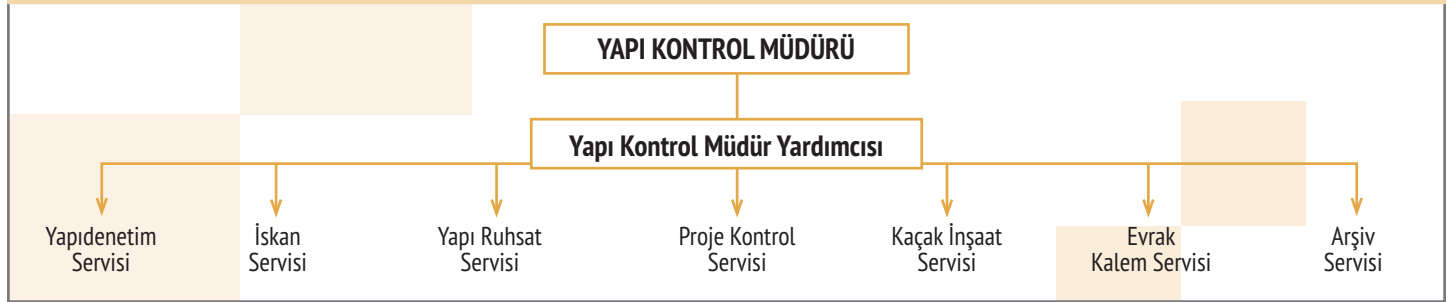 YAPI KONTROL MÜDÜRÜ
Yapı Kontrol Müdür Yardımcısı
Yapıdenetim
Servisi
İskan
Servisi
Yapı Ruhsat
Servisi
Proje Kontrol
Servisi
Kaçak İnşaat
Servisi
Evrak
Kalem Servisi
Arşiv
Servisi